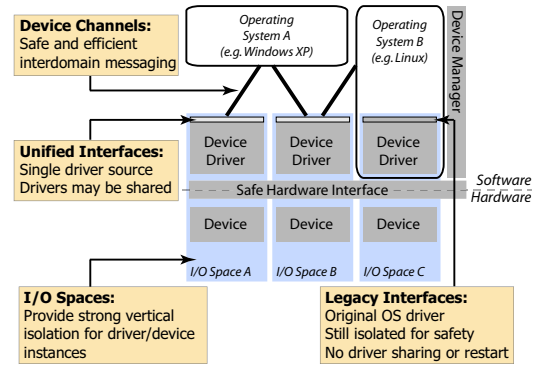 Device Channels:
Safe and efficient
interdomain messaging
Operating
System A
(e.g. Windows XP)
Operating
System B
(e.g. Linux)
Device Manager
Unified Interfaces:
Single driver source
Drivers may be shared
Device
Driver
Device
Driver
Device
Driver
Safe Hardware Interface
Software
Hardware
Device
Device
Device
I/O Space A
I/O Space B
I/O Space C
I/O Spaces:
Provide strong vertical
isolation for driver/device
instances
Legacy Interfaces:
Original OS driver
Still isolated for safety
No driver sharing or restart